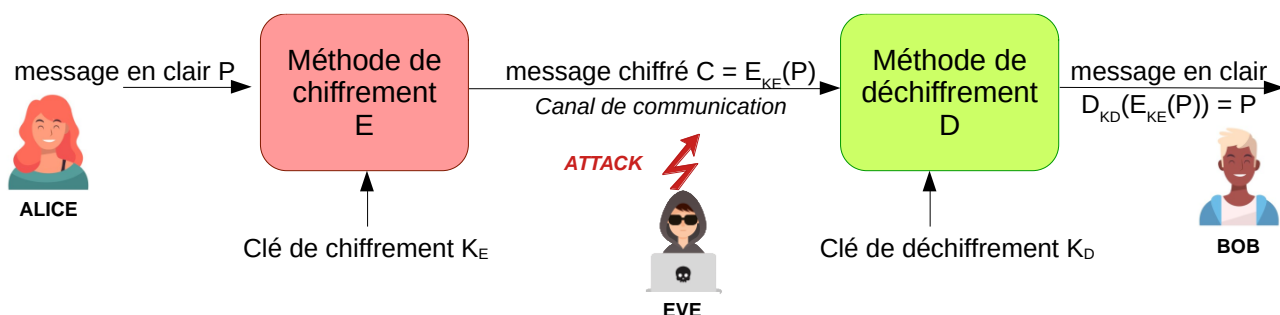 message en clair P
ALICE
Méthode de
chiffrement
E
Clé de chiffrement KE
message chiffré C = EKE(P)
Canal de communication
ATTACK
EVE
Méthode de
déchiffrement
D
Clé de déchiffrement KD
message en clair
DKD(EKE(P)) = P
BOB